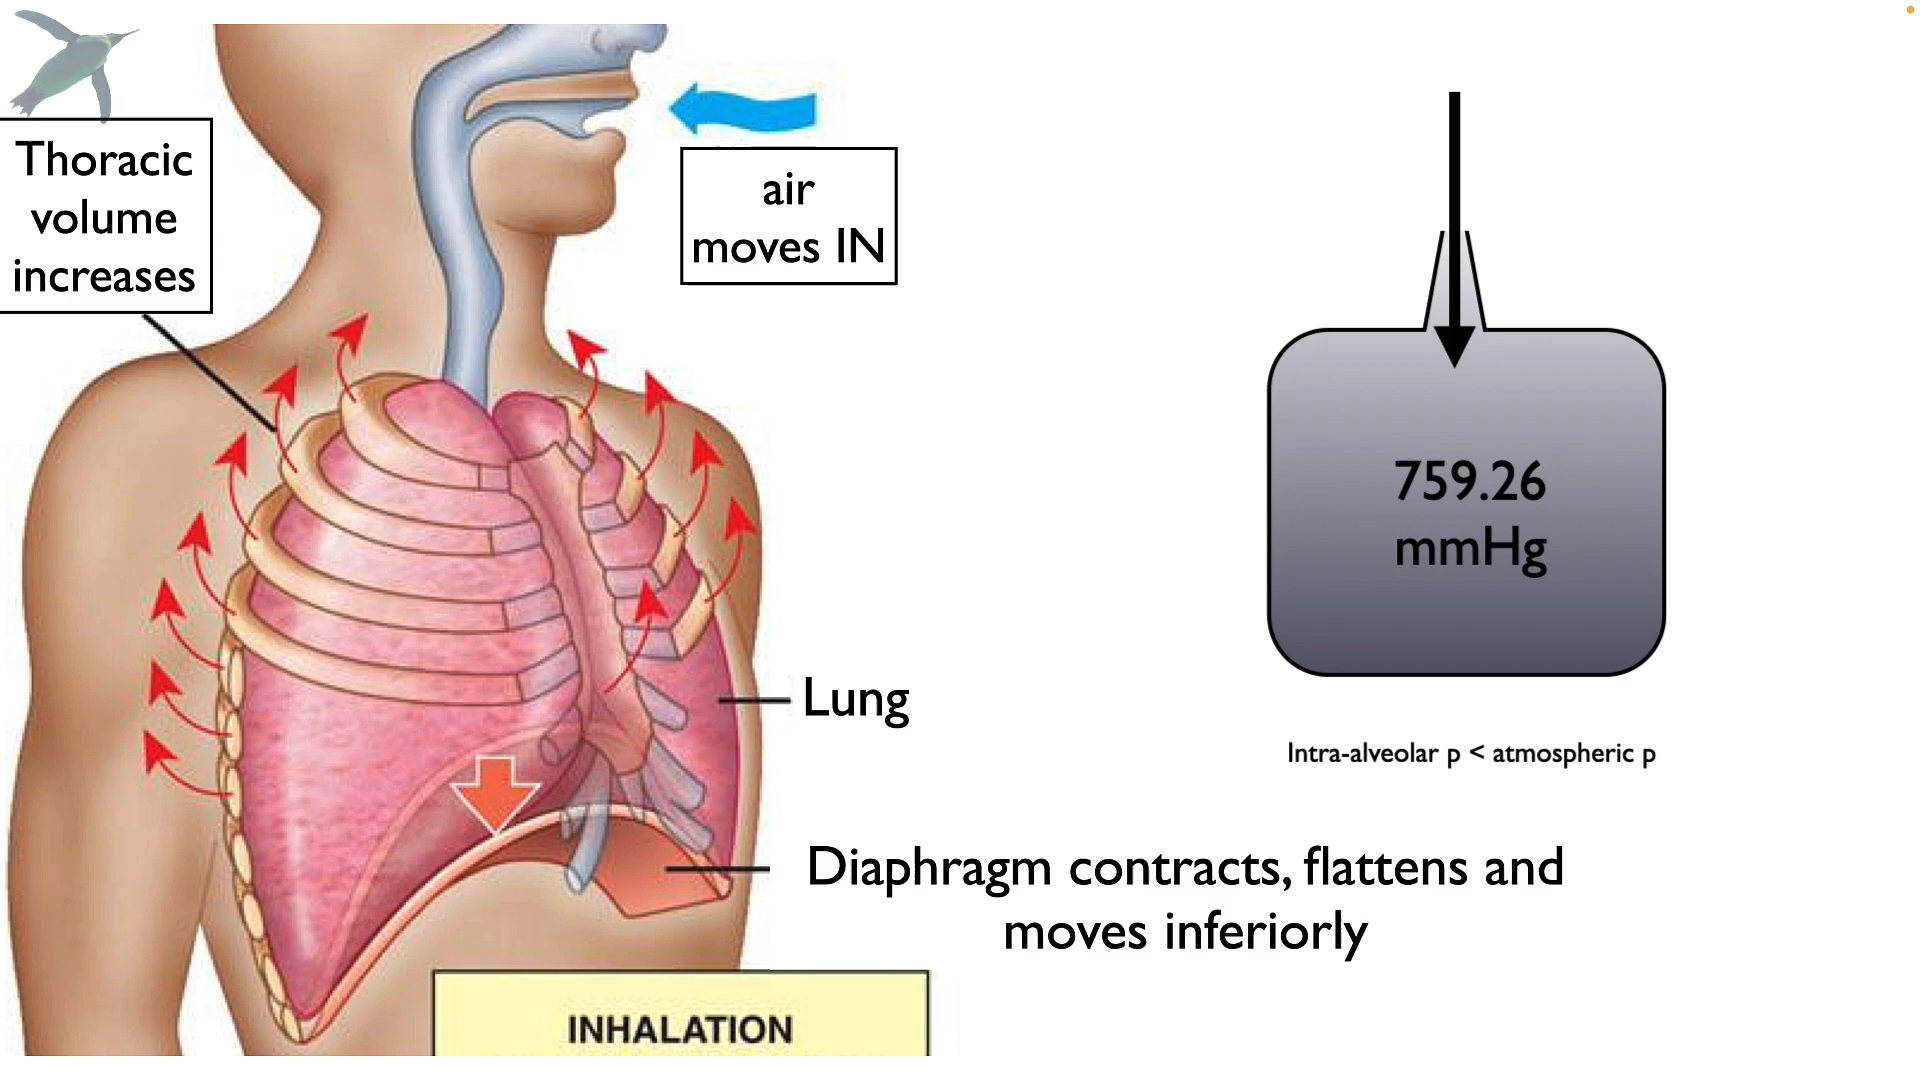 Thoracic
volume
increases
air
moves IN
759.26
mmHg
Lung
Intra-alveolar p < atmospheric p
Diaphragm contracts, flattens and
moves inferiorly
INHALATION